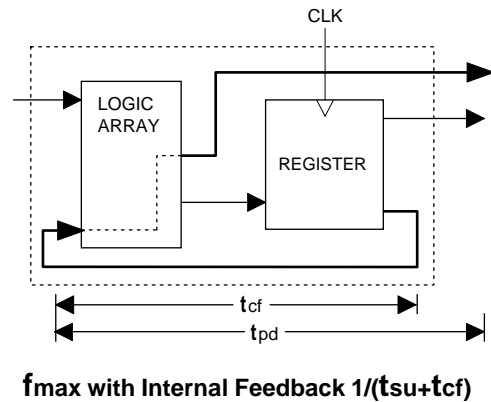 CLK
LOGIC
ARRAY
REGISTER
tcf
tpd
fmax with Internal Feedback 1/(tsu+tcf)